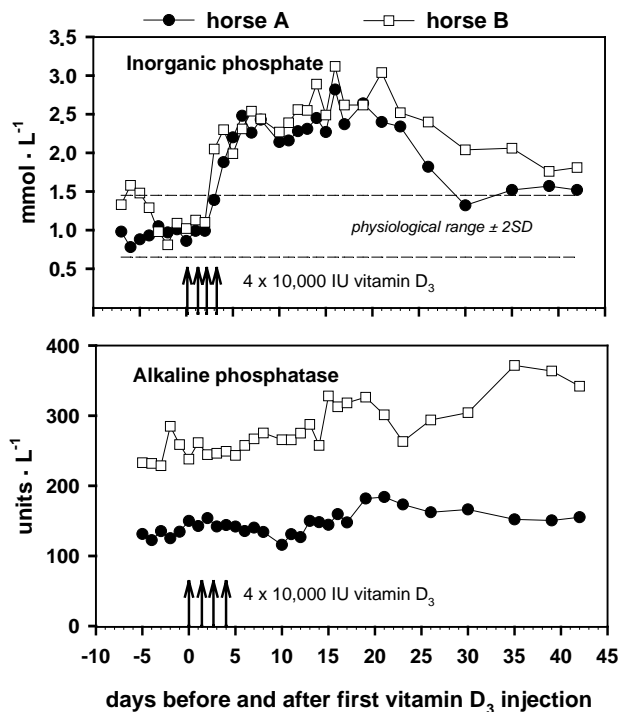 horse A horse B
3.5
3.0
2.5
2.0
1.5
1.0
0.5
mmol · L⁻¹
Inorganic phosphate
physiological range ± 2SD
4 x 10,000 IU vitamin D₃
400
300
200
100
0
units · L⁻¹
Alkaline phosphatase
4 x 10,000 IU vitamin D₃
-10 -5 0 5 10 15 20 25 30 35 40 45
days before and after first vitamin D₃ injection